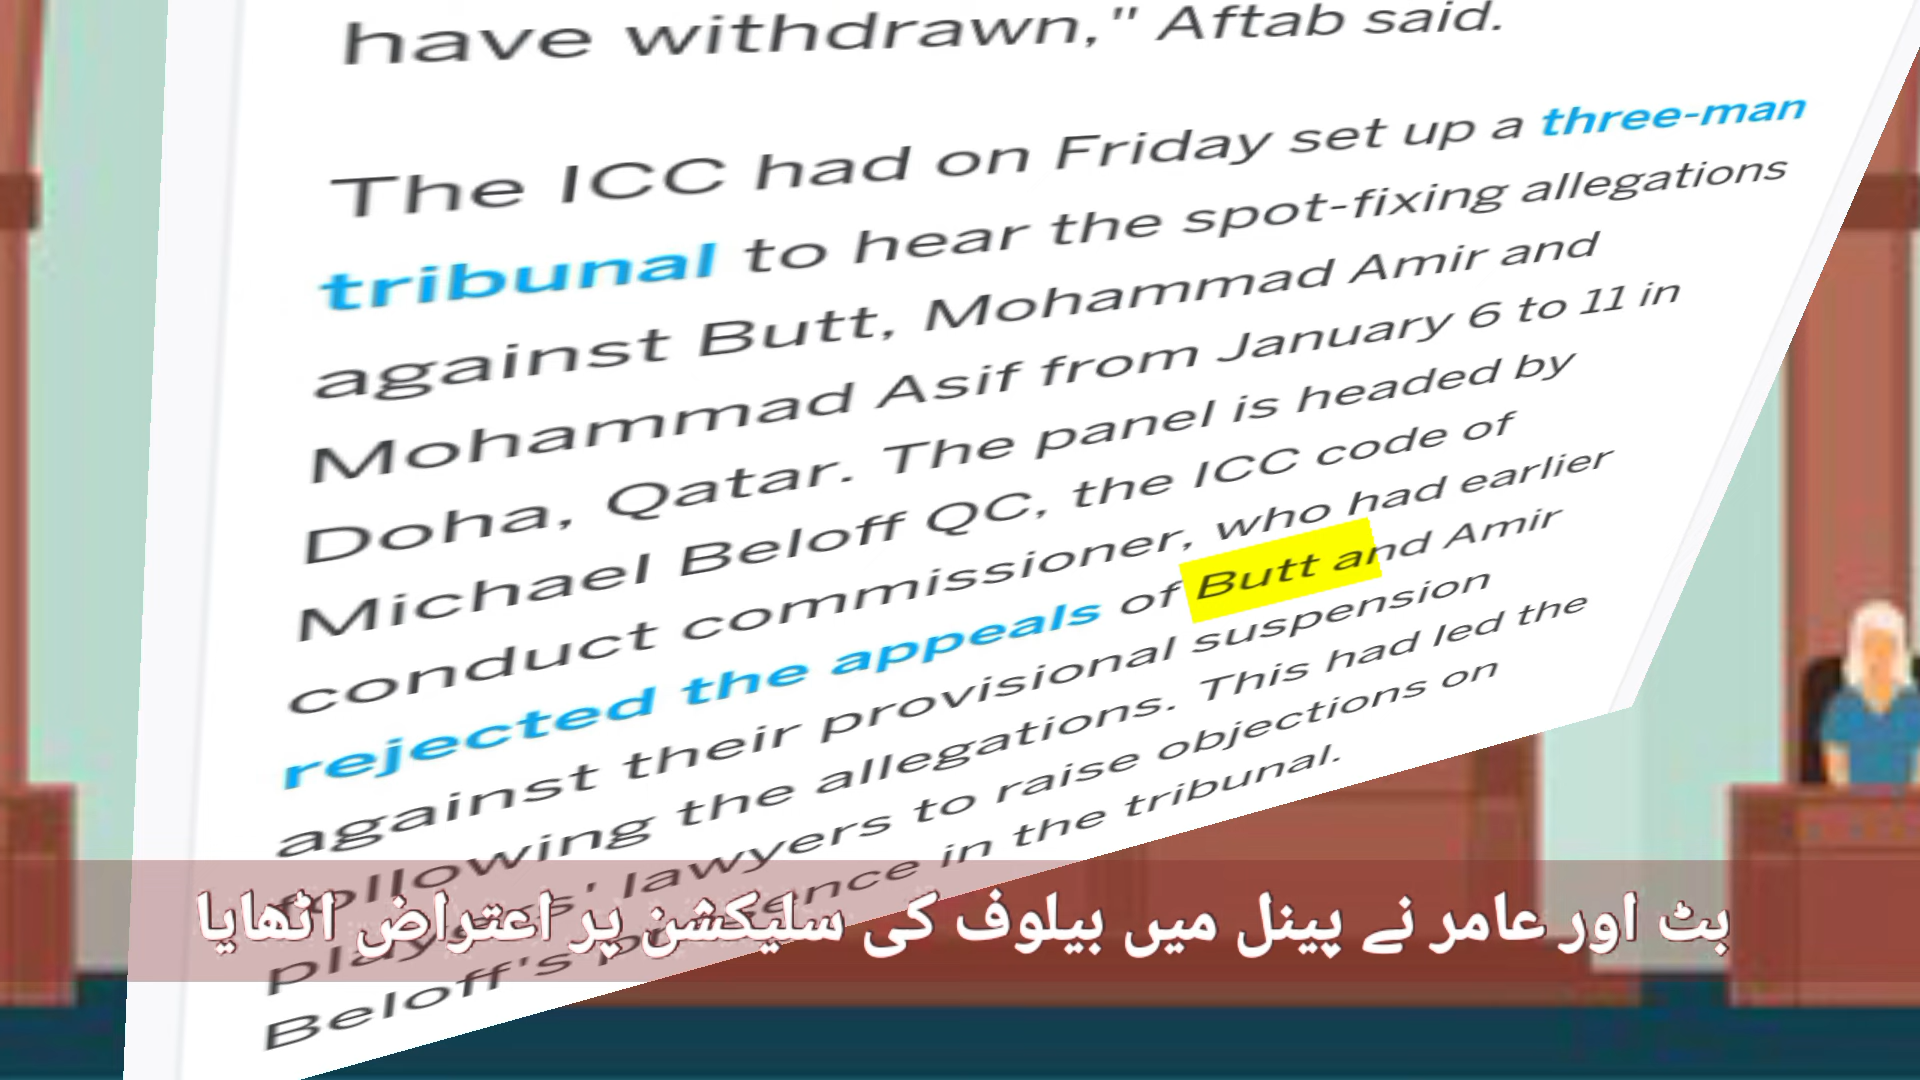 have withdrawn," Aftab said.
The ICC had on Friday set up a three-man
tribunal to hear the spot-fixing allegations
against Butt, Mohammad Amir and
Mohammad Asif from January 6 to 11 in
Doha, Qatar. The panel is headed by
Michael Beloff QC, the ICC code of
conduct commissioner, who had earlier
rejected the appeals of Butt and Amir
against their provisional suspension
following the allegations. This had led the
players' lawyers to raise objections on
Beloff's presence in the tribunal.
بٹ اور عامر نے پینل میں بیلوف کی سلیکشن پر اعتراض اٹھایا